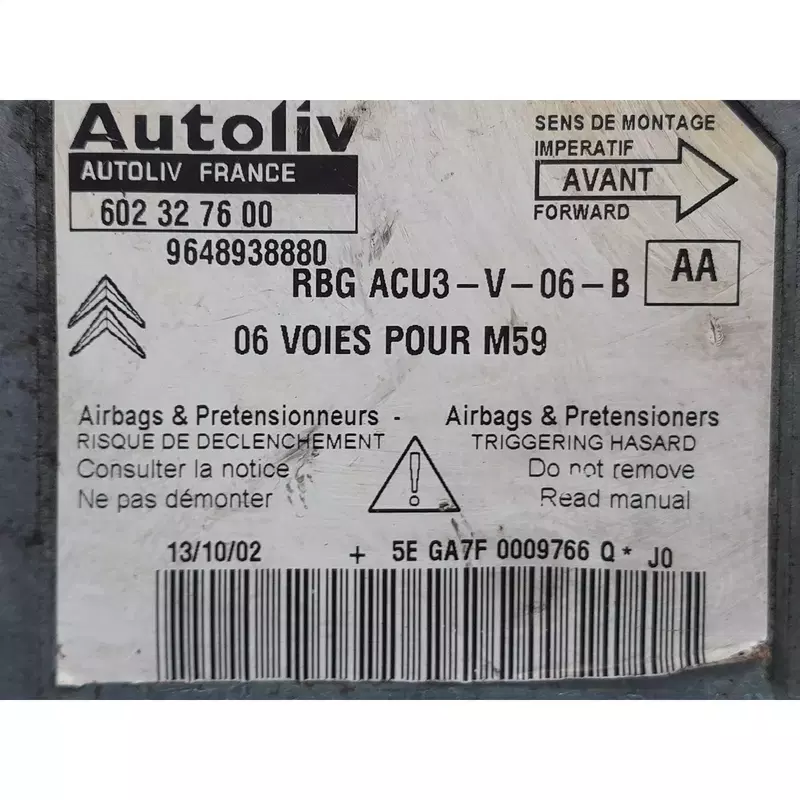 Autoliv
AUTOLIV FRANCE
602 32 76 00
9648938880
SENS DE MONTAGE
IMPERATIF
AVANT
FORWARD
RBG ACU3-V-06-B
AA
06 VOIES POUR M59
Airbags & Pretensionneurs - Airbags & Pretensioners
RISQUE DE DECLENCHEMENT
TRIGGERING HASARD
Consulter la notice
! Do not remove
Ne pas démonter
Read manual
13/10/02 + 5E GA7F 0009766 Q * J0